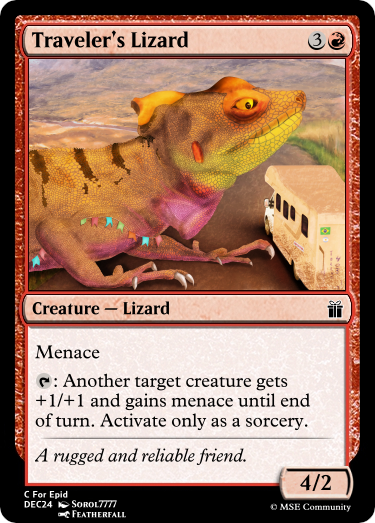 Traveler's Lizard 3
Creature — Lizard
Menace
: Another target creature gets
+1/+1 and gains menace until end
of turn. Activate only as a sorcery.
A rugged and reliable friend.
4/2
C For Epid
DEC24 Sorol7777
Featherfall
© MSE Community